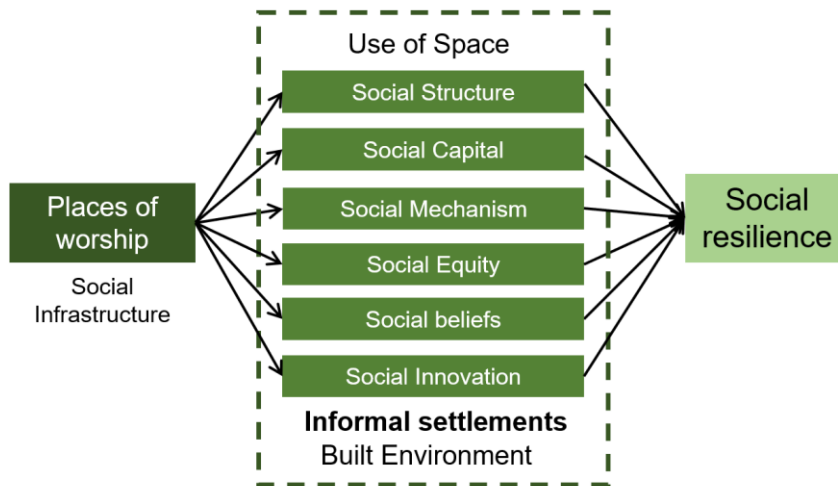 Use of Space
Social Structure
Social Capital
Social Mechanism
Social Equity
Social beliefs
Social Innovation
Informal settlements
Built Environment
Places of
worship
Social
Infrastructure
Social
resilience